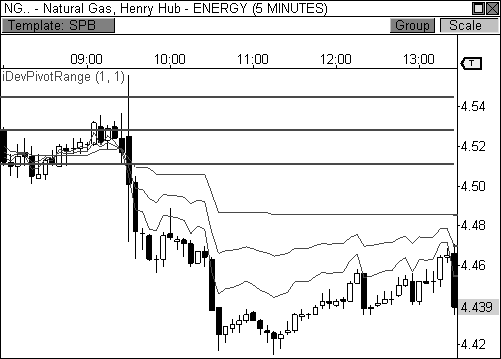 NG.. - Natural Gas, Henry Hub - ENERGY (5 MINUTES)
Template: SPB Group Scale
09:00 10:00 11:00 12:00 13:00 T
iDevPivotRange (1, 1)
4.54
4.52
4.50
4.48
4.46
4.439
4.42